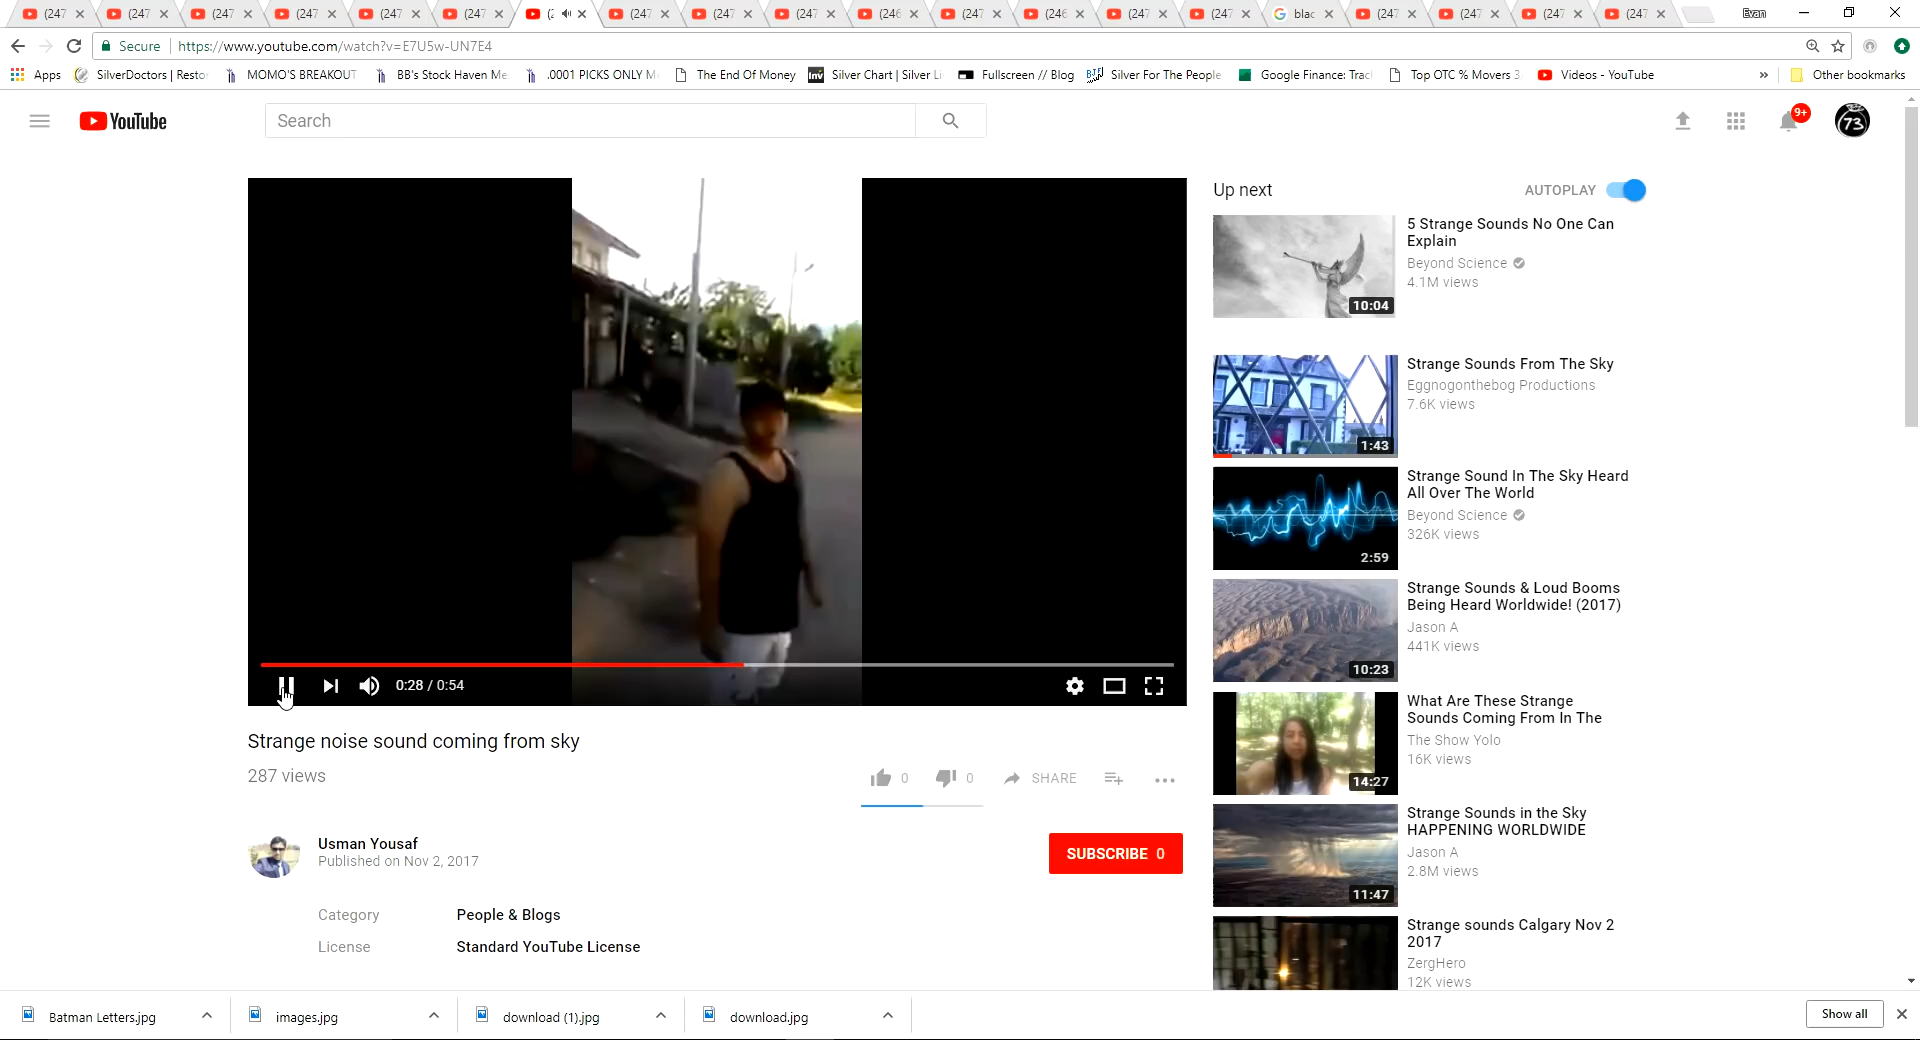 (247 (247 (247 (247 (247 (247 (2 (247 (247 (247 (246 (247 (246 (247 (247 blac (247 (247 (247 (247 Evan
Secure https://www.youtube.com/watch?v=E7U5w-UN7E4
Apps SilverDoctors | Resto MOMO'S BREAKOUT BB's Stock Haven Me .0001 PICKS ONLY M The End Of Money Inv Silver Chart | Silver Li Fullscreen // Blog Silver For The People Google Finance: Trac Top OTC % Movers 3 Videos - YouTube » Other bookmarks
YouTube Search 9+ 73
Up next AUTOPLAY
5 Strange Sounds No One Can
Explain
Beyond Science
4.1M views
10:04
Strange Sounds From The Sky
Eggnogonthebog Productions
7.6K views
1:43
Strange Sound In The Sky Heard
All Over The World
Beyond Science
326K views
2:59
Strange Sounds & Loud Booms
Being Heard Worldwide! (2017)
Jason A
441K views
10:23
What Are These Strange
Sounds Coming From In The
The Show Yolo
16K views
14:27
Strange Sounds in the Sky
HAPPENING WORLDWIDE
Jason A
2.8M views
11:47
Strange sounds Calgary Nov 2
2017
ZergHero
12K views
0:28 / 0:54
Strange noise sound coming from sky
287 views
0 0 SHARE
Usman Yousaf
Published on Nov 2, 2017
SUBSCRIBE 0
Category People & Blogs
License Standard YouTube License
Batman Letters.jpg images.jpg download (1).jpg download.jpg Show all